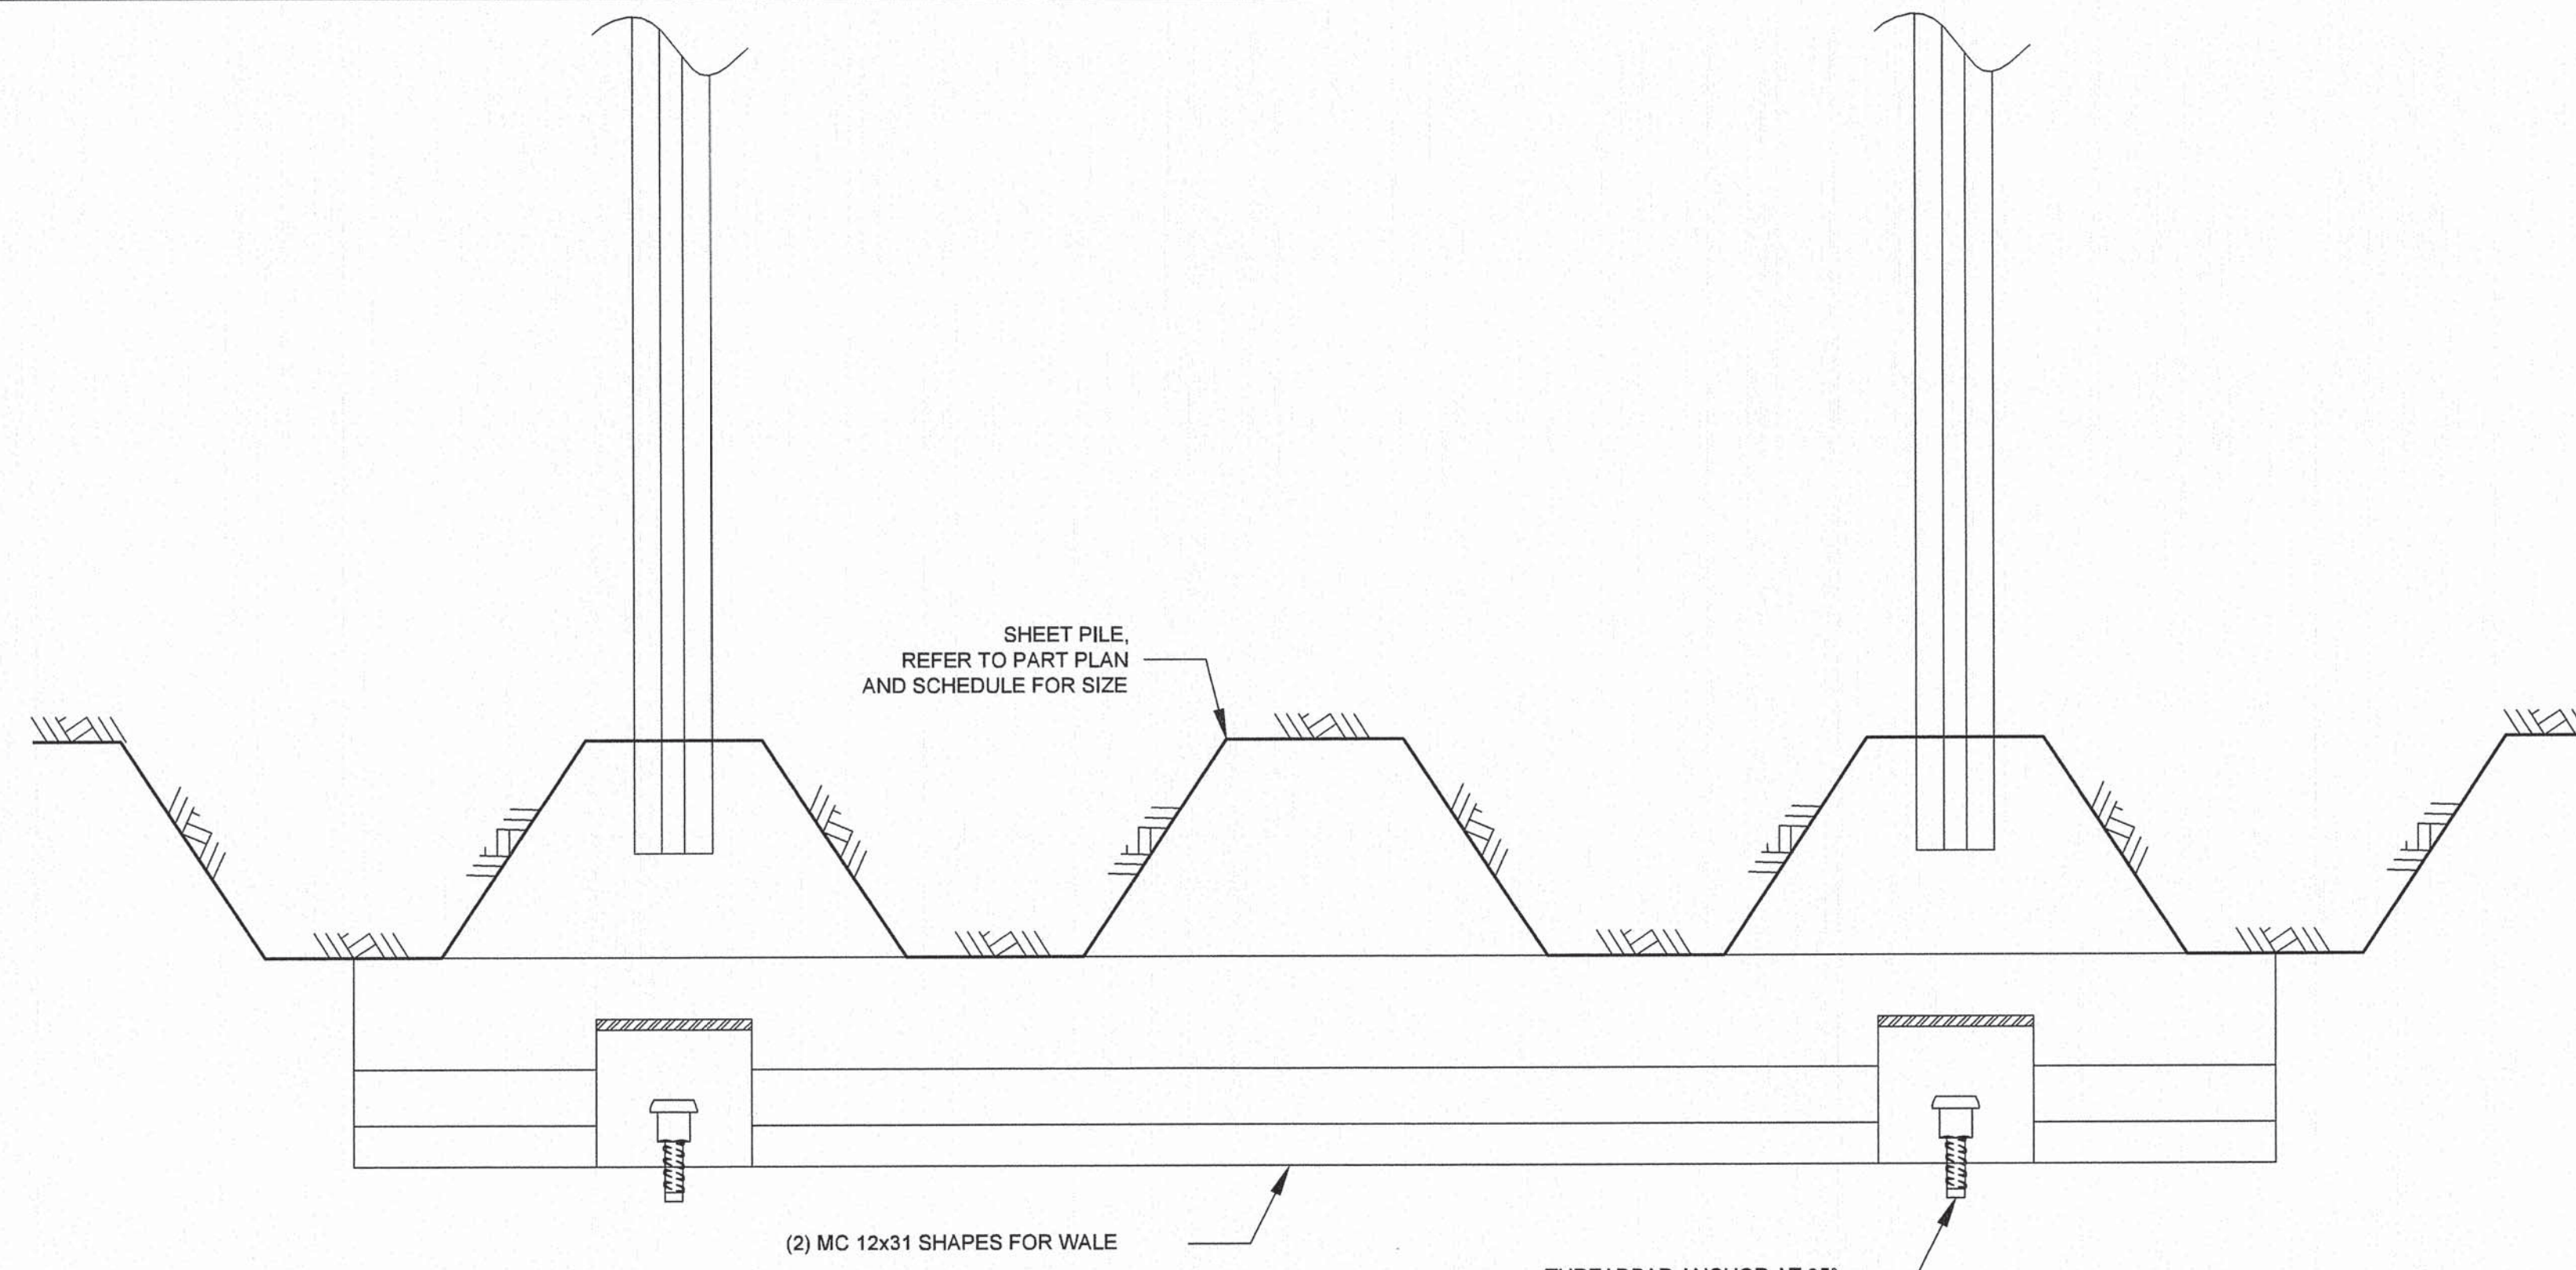 SHEET PILE,
REFER TO PART PLAN
AND SCHEDULE FOR SIZE
(2) MC 12x31 SHAPES FOR WALE